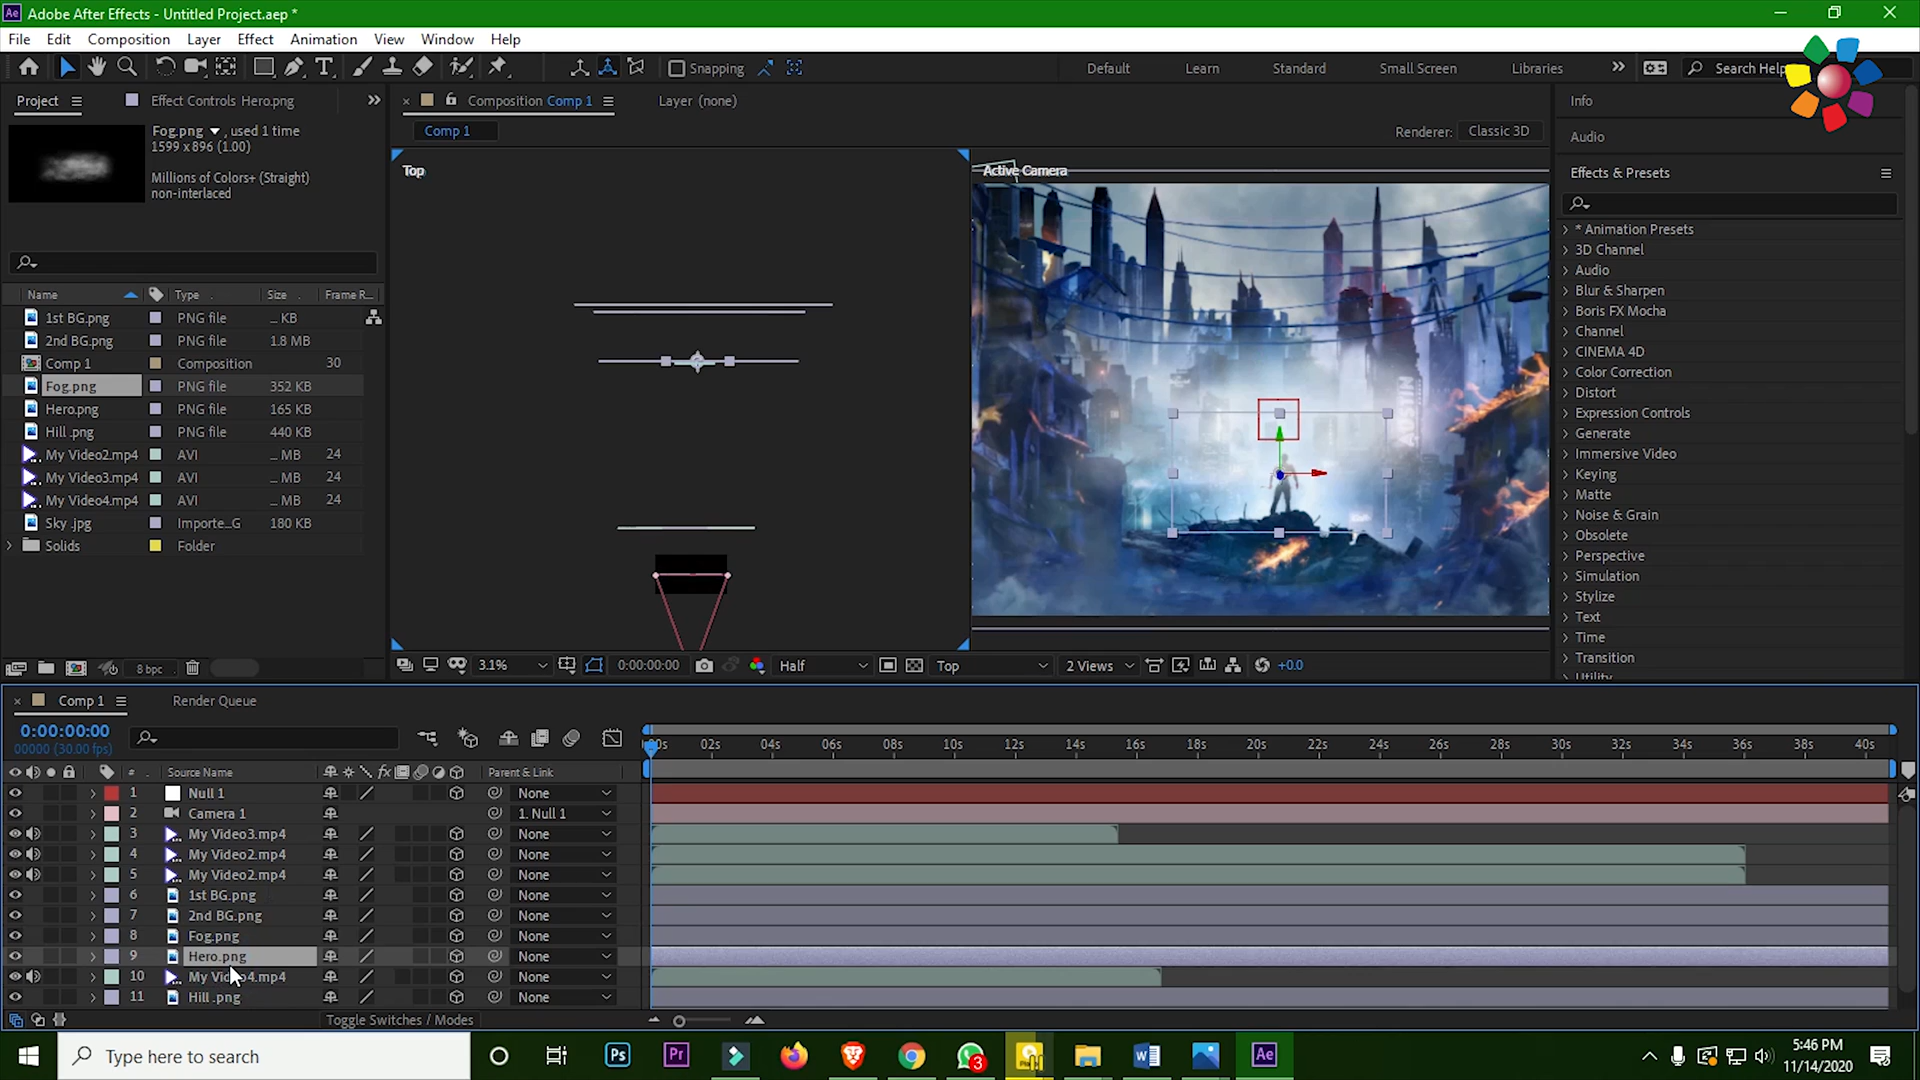 Adobe After Effects - Untitled Project.aep *
File Edit Composition Layer Effect Animation View Window Help
Snapping
Default Learn Standard Small Screen Libraries
Search Help
Project
Effect Controls Hero.png
Fog.png , used 1 time
1599 x 896 (1.00)
Millions of Colors+ (Straight)
non-interlaced
Name Type Size Frame R...
1st BG.png PNG file ... KB
2nd BG.png PNG file 1.8 MB
Comp 1 Composition 30
Fog.png PNG file 352 KB
Hero.png PNG file 165 KB
Hill .png PNG file 440 KB
My Video2.mp4 AVI ... MB 24
My Video3.mp4 AVI ... MB 24
My Video4.mp4 AVI ... MB 24
Sky .jpg Importe...G 180 KB
Solids Folder
8 bpc
Composition Comp 1
Layer (none)
Comp 1
Renderer: Classic 3D
Top
Active Camera
AUSTIN
3.1% 0:00:00:00 Half Top 2 Views +0.0
Info
Audio
Effects & Presets
* Animation Presets
3D Channel
Audio
Blur & Sharpen
Boris FX Mocha
Channel
CINEMA 4D
Color Correction
Distort
Expression Controls
Generate
Immersive Video
Keying
Matte
Noise & Grain
Obsolete
Perspective
Simulation
Stylize
Text
Time
Transition
Utility
Comp 1 Render Queue
0:00:00:00
00000 (30.00 fps)
:00s 02s 04s 06s 08s 10s 12s 14s 16s 18s 20s 22s 24s 26s 28s 30s 32s 34s 36s 38s 40s
# Source Name fx Parent & Link
1 Null 1 None
2 Camera 1 1. Null 1
3 My Video3.mp4 None
4 My Video2.mp4 None
5 My Video2.mp4 None
6 1st BG.png None
7 2nd BG.png None
8 Fog.png None
9 Hero.png None
10 My Video4.mp4 None
11 Hill .png None
Toggle Switches / Modes
Type here to search
Ps
Pr
3
Ae
5:46 PM
11/14/2020